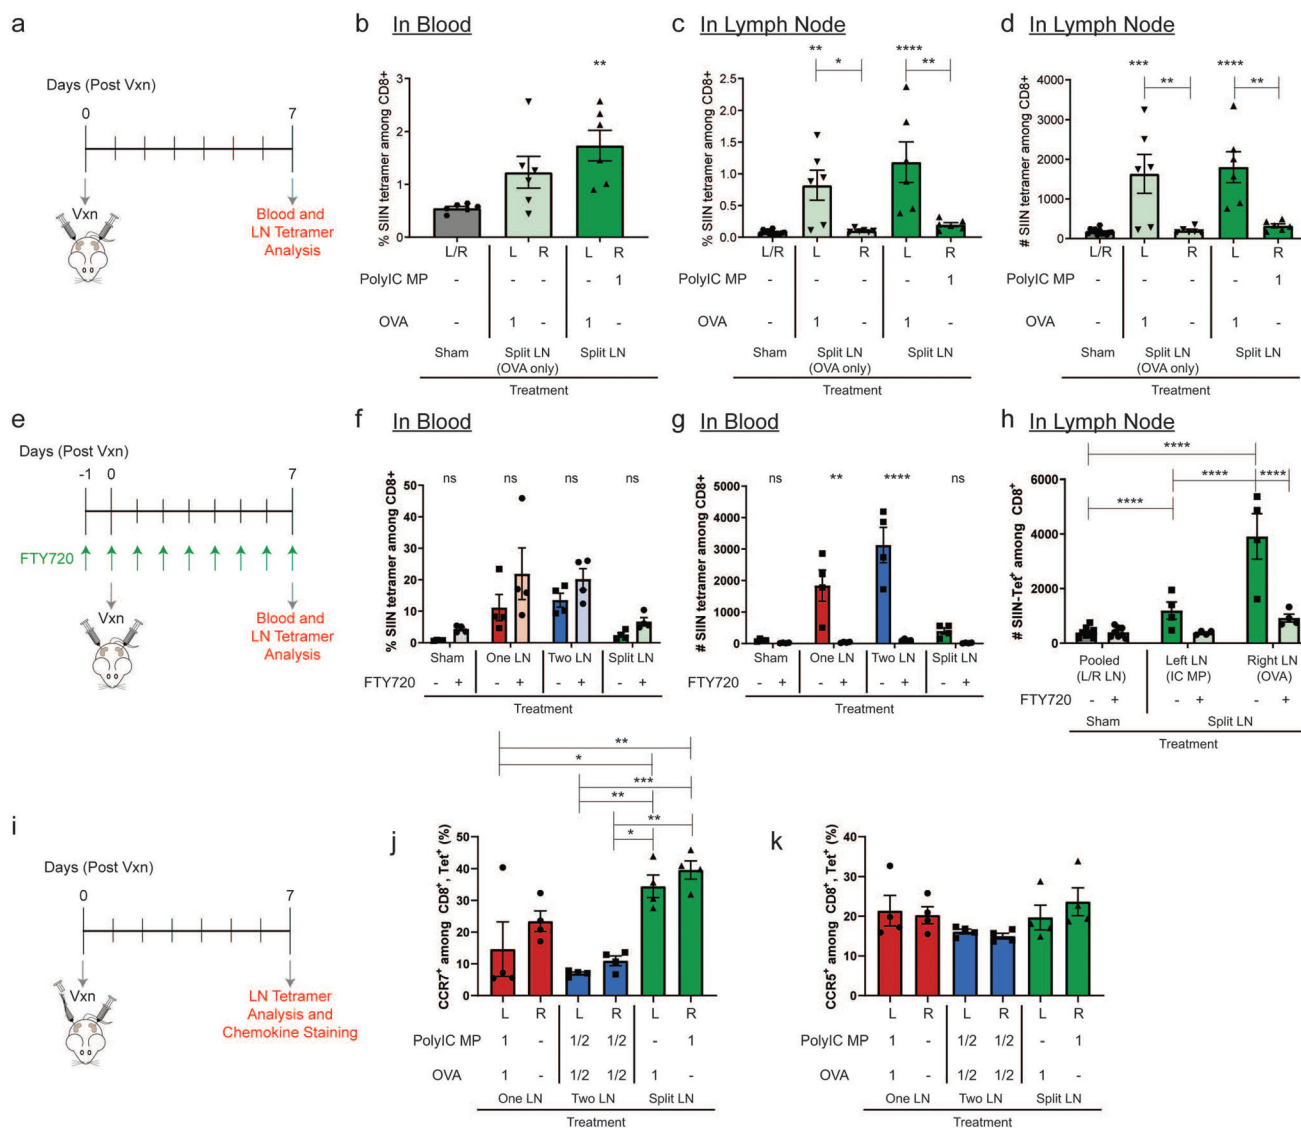 a
Days (Post Vxn)
0 7
Vxn
Blood and
LN Tetramer
Analysis
b In Blood
**
% SIIN tetramer among CD8+
3
2
1
0
L/R L R L R
PolyIC MP - - - - 1
OVA - 1 - 1 -
Sham Split LN Split LN
(OVA only)
Treatment
c In Lymph Node
** ****
* **
% SIIN tetramer among CD8+
2.5
2.0
1.5
1.0
0.5
0.0
L/R L R L R
PolyIC MP - - - - 1
OVA - 1 - 1 -
Sham Split LN Split LN
(OVA only)
Treatment
d In Lymph Node
*** ****
** **
# SIIN tetramer among CD8+
4000
3000
2000
1000
0
L/R L R L R
PolyIC MP - - - - 1
OVA - 1 - 1 -
Sham Split LN Split LN
(OVA only)
Treatment
e
Days (Post Vxn)
-1 0 7
FTY720
Vxn
Blood and
LN Tetramer
Analysis
f In Blood
ns ns ns ns
% SIIN tetramer among CD8+
50
40
30
20
10
0
Sham One LN Two LN Split LN
FTY720 - + - + - + - +
Treatment
g In Blood
ns ** **** ns
# SIIN tetramer among CD8+
5000
4000
3000
2000
1000
0
Sham One LN Two LN Split LN
FTY720 - + - + - + - +
Treatment
h In Lymph Node
****
**** ****
****
# SIIN-Tet+ among CD8+
6000
4000
2000
0
Pooled Left LN Right LN
(L/R LN) (IC MP) (OVA)
FTY720 - + - + - +
Sham Split LN
Treatment
i
Days (Post Vxn)
0 7
Vxn
LN Tetramer
Analysis and
Chemokine Staining
j
**
*
***
**
**
*
CCR7+ among CD8+, Tet+ (%)
50
40
30
20
10
0
L R L R L R
PolyIC MP 1 - 1/2 1/2 - 1
OVA 1 - 1/2 1/2 1 -
One LN Two LN Split LN
Treatment
k
CCR5+ among CD8+, Tet+ (%)
40
30
20
10
0
L R L R L R
PolyIC MP 1 - 1/2 1/2 - 1
OVA 1 - 1/2 1/2 1 -
One LN Two LN Split LN
Treatment